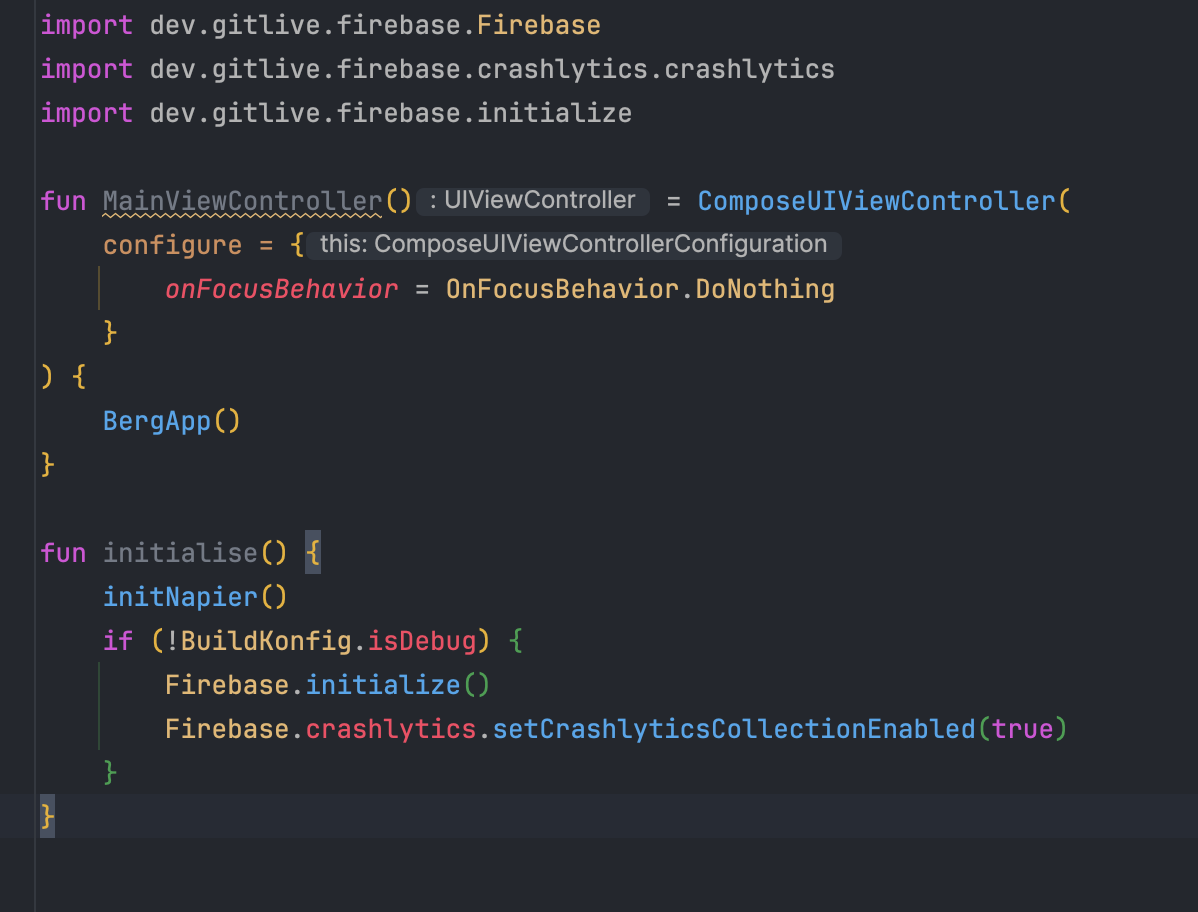 import dev.gitlive.firebase.Firebase
import dev.gitlive.firebase.crashlytics.crashlytics
import dev.gitlive.firebase.initialize
fun MainViewController() : UIViewController = ComposeUIViewController(
configure = { this: ComposeUIViewControllerConfiguration
onFocusBehavior = OnFocusBehavior.DoNothing
}
) {
BergApp()
}
fun initialise() {
initNapier()
if (!BuildKonfig.isDebug) {
Firebase.initialize()
Firebase.crashlytics.setCrashlyticsCollectionEnabled(true)
}
}